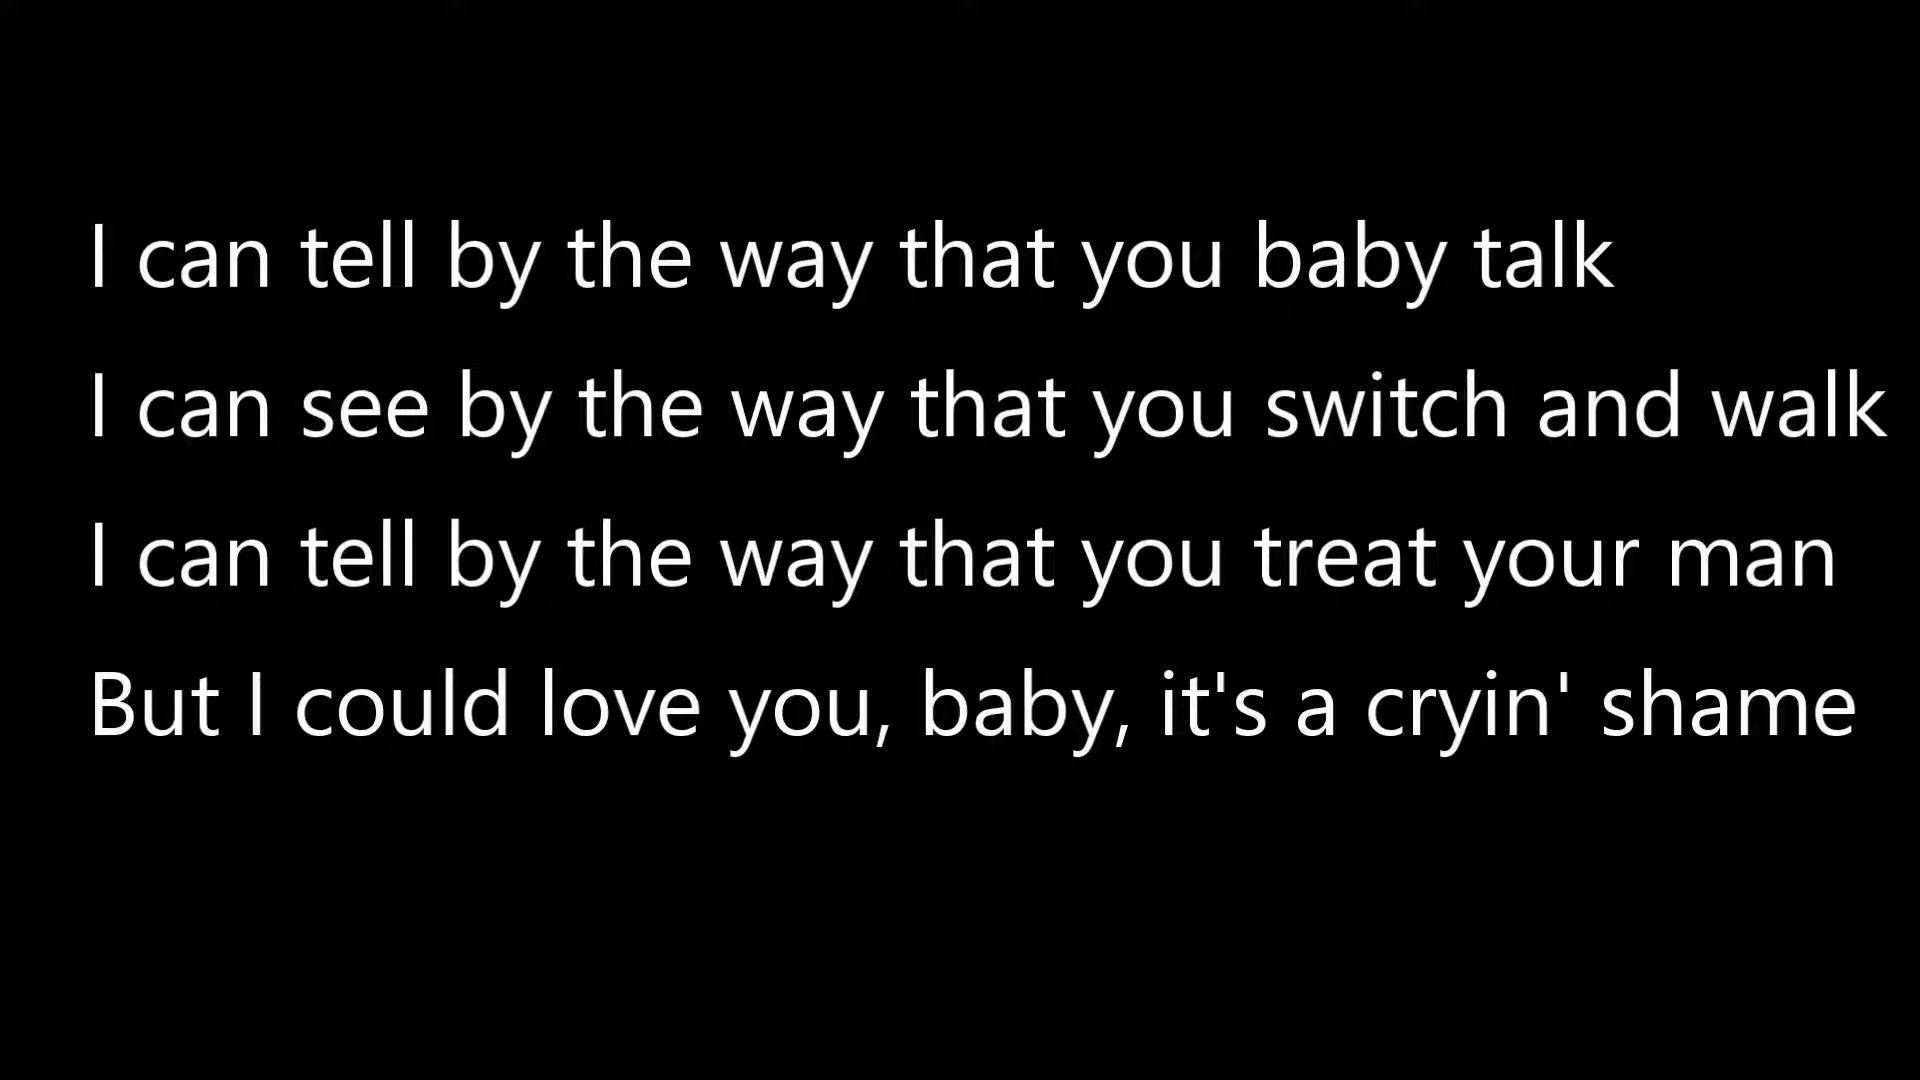 I can tell by the way that you baby talk
I can see by the way that you switch and walk
I can tell by the way that you treat your man
But I could love you, baby, it's a cryin' shame